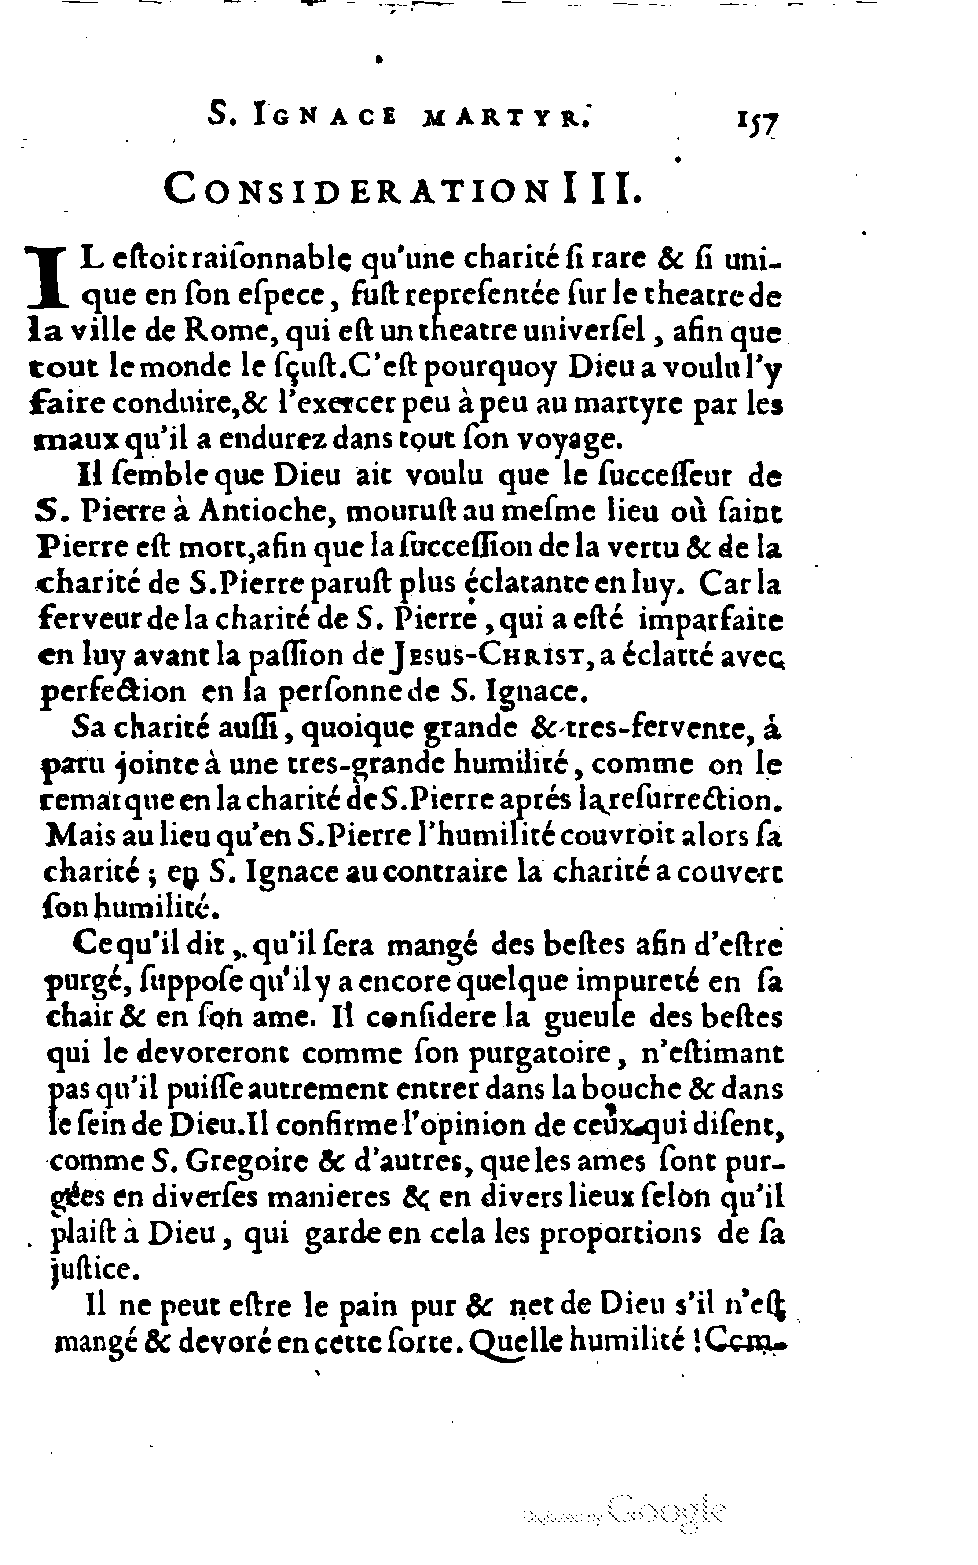 S. IGNACE MARTYR. 157
CONSIDERATION III.
IL eſtoit raiſonnable qu'une charité ſi rare & ſi uni-
que en ſon eſpece, fuſt repreſentée ſur le theatre de
la ville de Rome, qui eſt un theatre univerſel, afin que
tout le monde le ſçuſt. C'eſt pourquoy Dieu a voulu l'y
faire conduire, & l'exercer peu à peu au martyre par les
maux qu'il a endurez dans tout ſon voyage.
Il ſemble que Dieu ait voulu que le ſucceſſeur de
S. Pierre à Antioche, mouruſt au meſme lieu où ſaint
Pierre eſt mort, afin que la ſucceſſion de la vertu & de la
charité de S. Pierre paruſt plus éclatante en luy. Car la
ferveur de la charité de S. Pierre, qui a eſté imparfaite
en luy avant la paſſion de JESUS-CHRIST, a éclatté avec
perfection en la perſonne de S. Ignace.
Sa charité auſſi, quoique grande & tres-fervente, à
paru jointe à une tres-grande humilité, comme on le
remarque en la charité de S. Pierre aprés la reſurrection.
Mais au lieu qu'en S. Pierre l'humilité couvroit alors ſa
charité ; en S. Ignace au contraire la charité a couvert
ſon humilité.
Ce qu'il dit, qu'il ſera mangé des beſtes afin d'eſtre
purgé, ſuppoſe qu'il y a encore quelque impureté en ſa
chair & en ſon ame. Il conſidere la gueule des beſtes
qui le devoreront comme ſon purgatoire, n'eſtimant
pas qu'il puiſſe autrement entrer dans la bouche & dans
le ſein de Dieu. Il confirme l'opinion de ceux qui diſent,
comme S. Gregoire & d'autres, que les ames ſont pur-
gées en diverſes manieres & en divers lieux ſelon qu'il
plaiſt à Dieu, qui garde en cela les proportions de ſa
juſtice.
Il ne peut eſtre le pain pur & net de Dieu s'il n'eſt
mangé & devoré en cette ſorte. Quelle humilité ! Com-
Digitized by Google